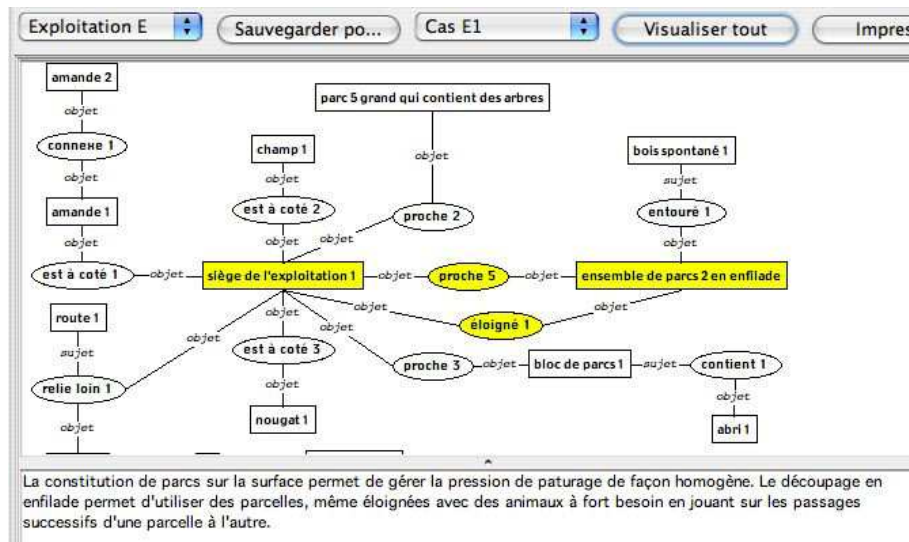 Exploitation E Sauvegarder po... Cas E1 Visualiser tout Impres
amande 2
parc 5 grand qui contient des arbres
objet
connexe 1
champ 1
objet
bois spontané 1
objet
objet
sujet
amande 1
est à coté 2
proche 2
entouré 1
objet
objet
objet
objet
est à coté 1
objet
siège de l'exploitation 1
objet
proche 5
objet
ensemble de parcs 2 en enfilade
route 1
objet
objet
objet
objet
éloigné 1
objet
sujet
est à coté 3
relie loin 1
proche 3
objet
bloc de parcs 1
sujet
contient 1
objet
objet
objet
nougat 1
abri 1
La constitution de parcs sur la surface permet de gérer la pression de paturage de façon homogène. Le découpage en
enfilade permet d'utiliser des parcelles, même éloignées avec des animaux à fort besoin en jouant sur les passages
successifs d'une parcelle à l'autre.